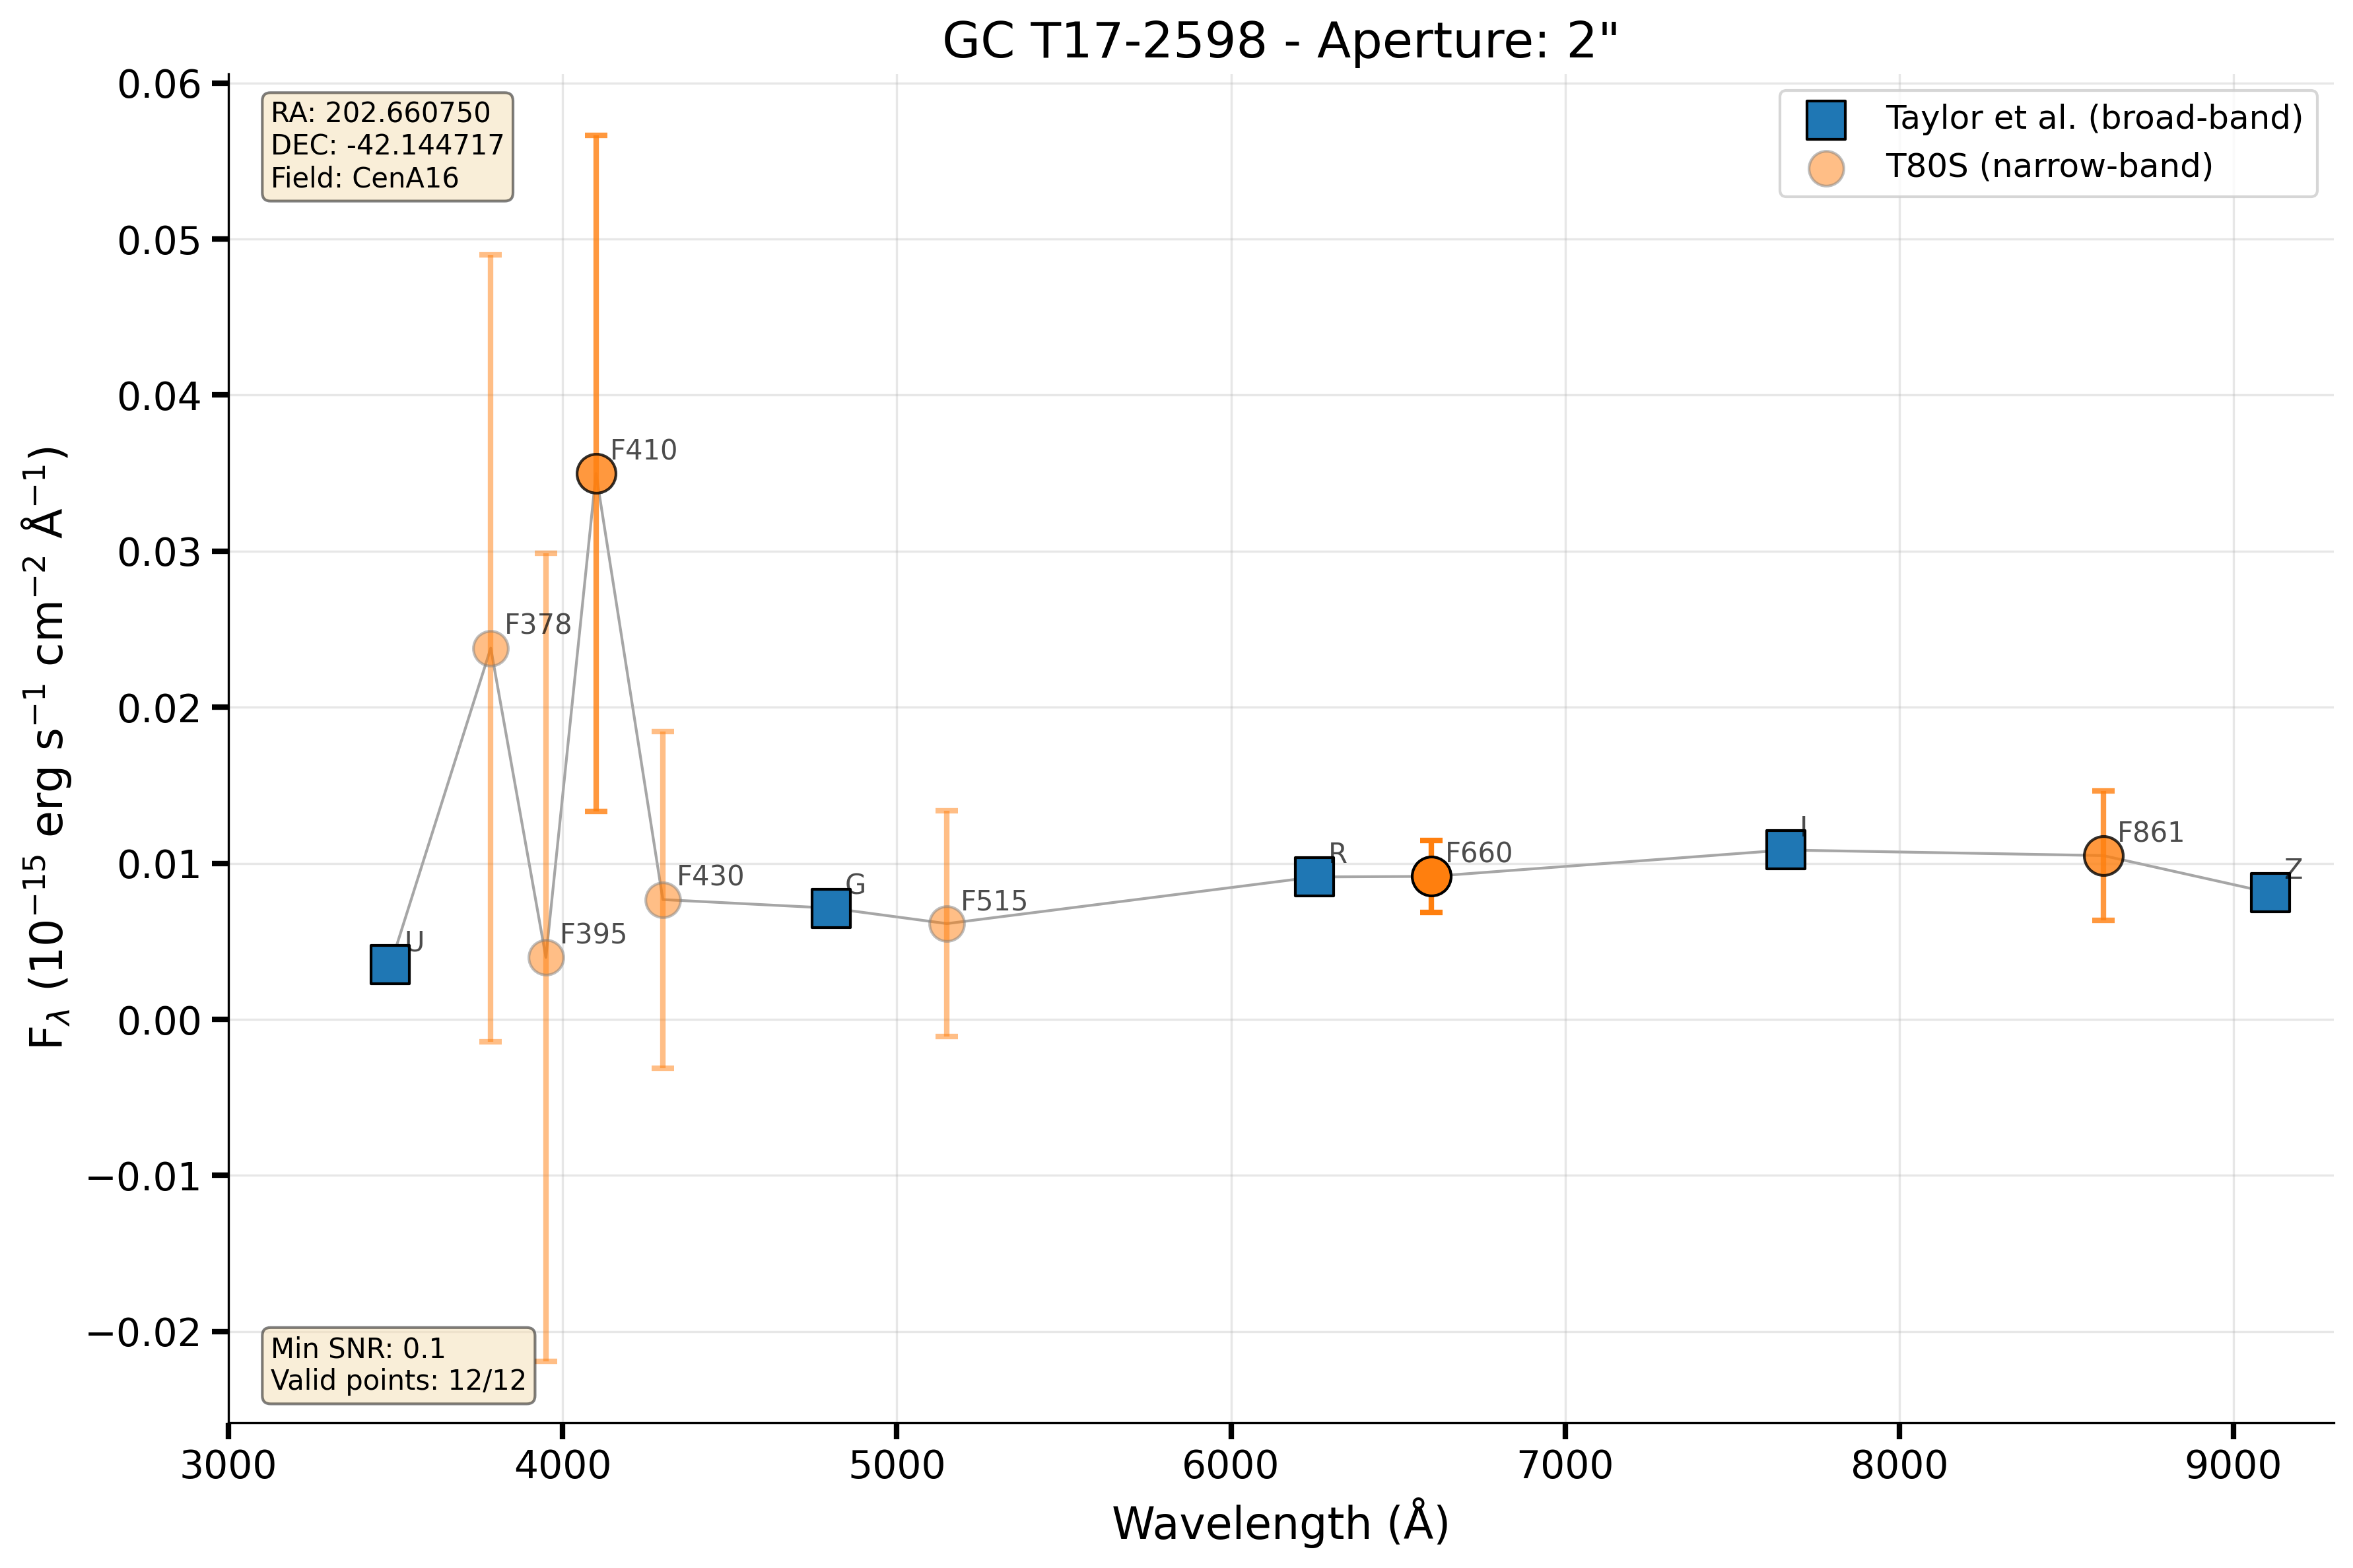 GC T17-2598 - Aperture: 2"
RA: 202.660750
DEC: -42.144717
Field: CenA16
Taylor et al. (broad-band)
T80S (narrow-band)
0.06
0.05
0.04
0.03
0.02
0.01
0.00
−0.01
−0.02
F_λ (10⁻¹⁵ erg s⁻¹ cm⁻² Å⁻¹)
U
F378
F395
F410
F430
G
F515
R
F660
I
F861
Z
Min SNR: 0.1
Valid points: 12/12
3000 4000 5000 6000 7000 8000 9000
Wavelength (Å)